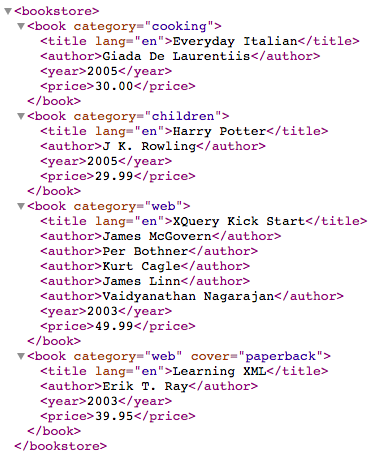 <bookstore>
<book category="cooking">
<title lang="en">Everyday Italian</title>
<author>Giada De Laurentiis</author>
<year>2005</year>
<price>30.00</price>
</book>
<book category="children">
<title lang="en">Harry Potter</title>
<author>J K. Rowling</author>
<year>2005</year>
<price>29.99</price>
</book>
<book category="web">
<title lang="en">XQuery Kick Start</title>
<author>James McGovern</author>
<author>Per Bothner</author>
<author>Kurt Cagle</author>
<author>James Linn</author>
<author>Vaidyanathan Nagarajan</author>
<year>2003</year>
<price>49.99</price>
</book>
<book category="web" cover="paperback">
<title lang="en">Learning XML</title>
<author>Erik T. Ray</author>
<year>2003</year>
<price>39.95</price>
</book>
</bookstore>